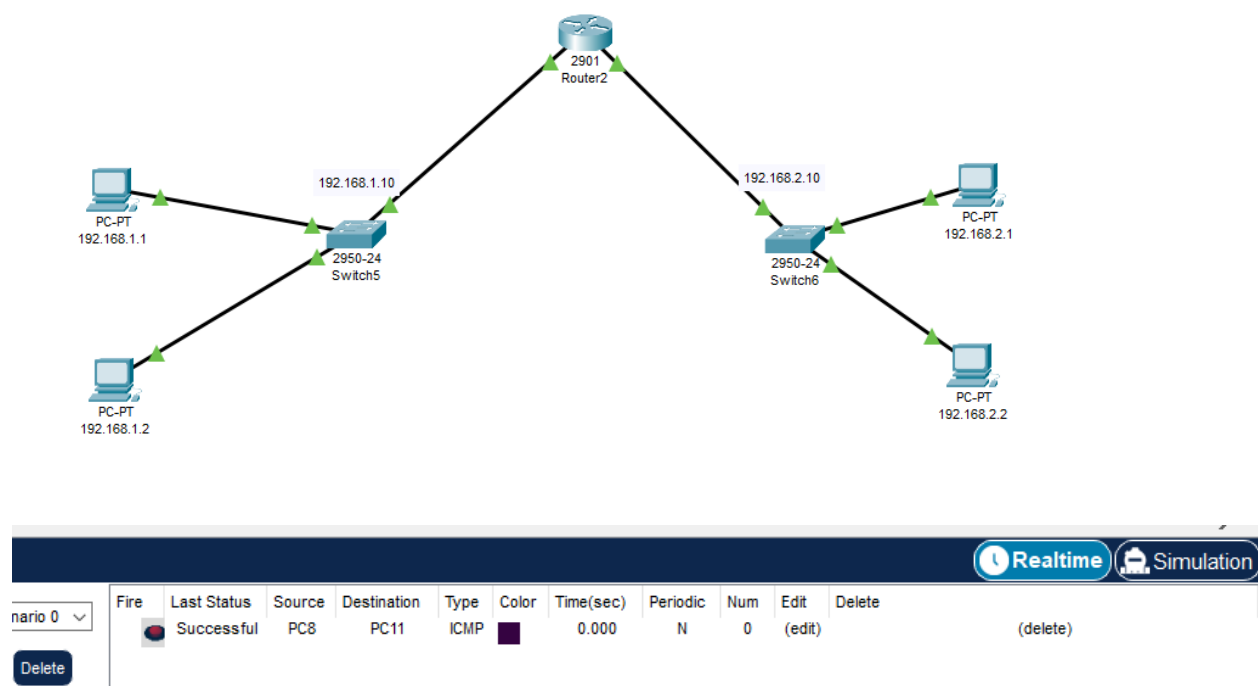 2901
Router2
192.168.1.10
192.168.2.10
PC-PT
192.168.1.1
PC-PT
192.168.2.1
2950-24
Switch5
2950-24
Switch6
PC-PT
192.168.1.2
PC-PT
192.168.2.2
Realtime
Simulation
Fire Last Status Source Destination Type Color Time(sec) Periodic Num Edit Delete
nario 0
Successful PC8 PC11 ICMP 0.000 N 0 (edit) (delete)
Delete